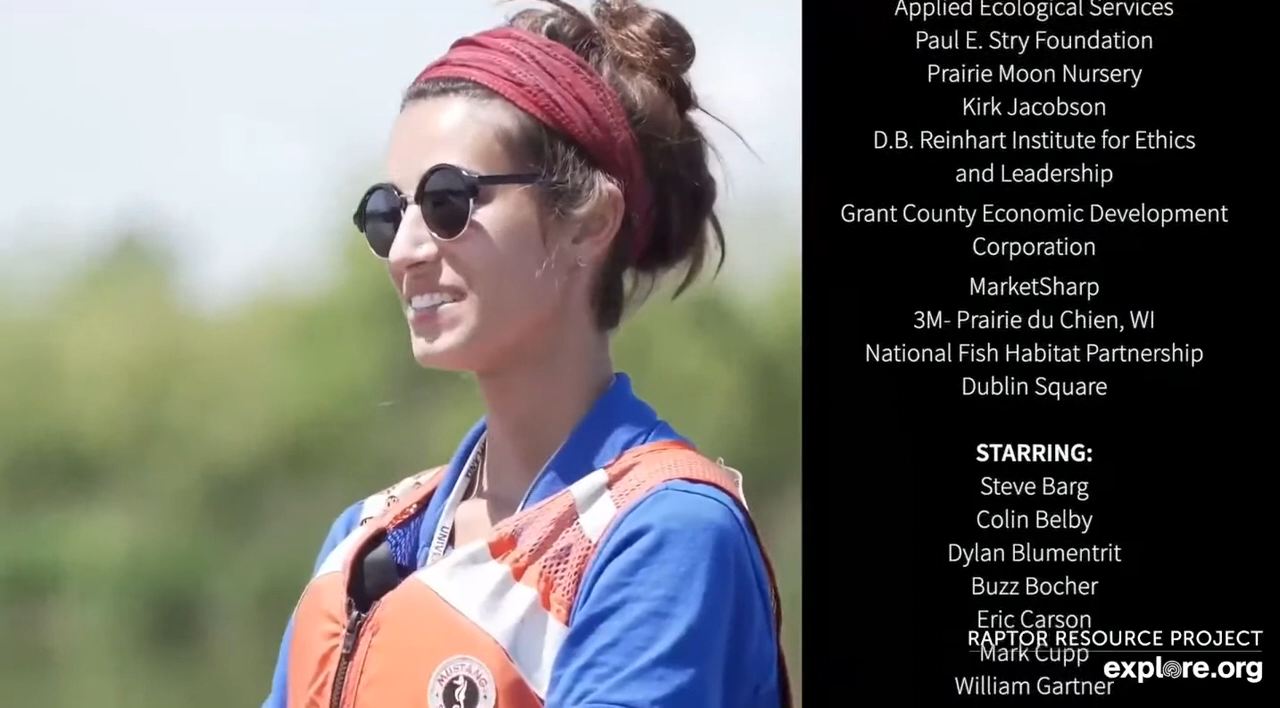 Applied Ecological Services
Paul E. Stry Foundation
Prairie Moon Nursery
Kirk Jacobson
D.B. Reinhart Institute for Ethics
and Leadership
Grant County Economic Development
Corporation
MarketSharp
3M- Prairie du Chien, WI
National Fish Habitat Partnership
Dublin Square
STARRING:
Steve Barg
Colin Belby
Dylan Blumentrit
Buzz Bocher
Eric Carson
Mark Cupp
William Gartner
RAPTOR RESOURCE PROJECT
explore.org
UNIVE
MUSTANG